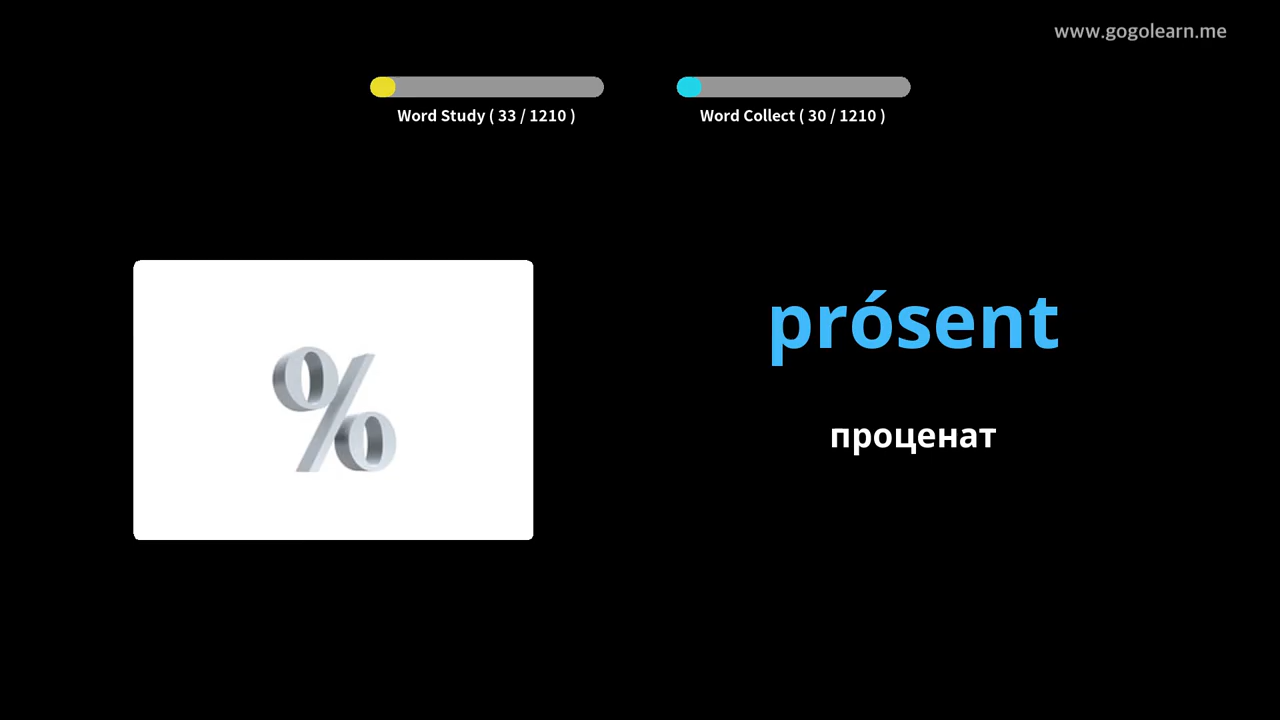 www.gogolearn.me
Word Study ( 33 / 1210 )
Word Collect ( 30 / 1210 )
%
prósent
проценат